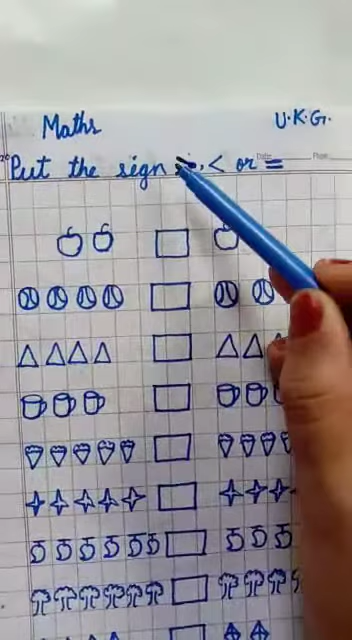 Maths
U.K.G.
Put the sign >, < or =